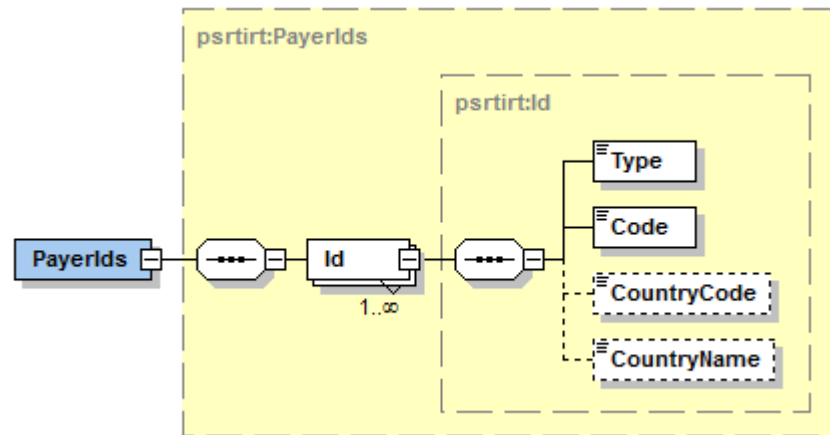 psrtirt:PayerIds
psrtirt:Id
Type
Code
PayerIds
Id
1..∞
CountryCode
CountryName